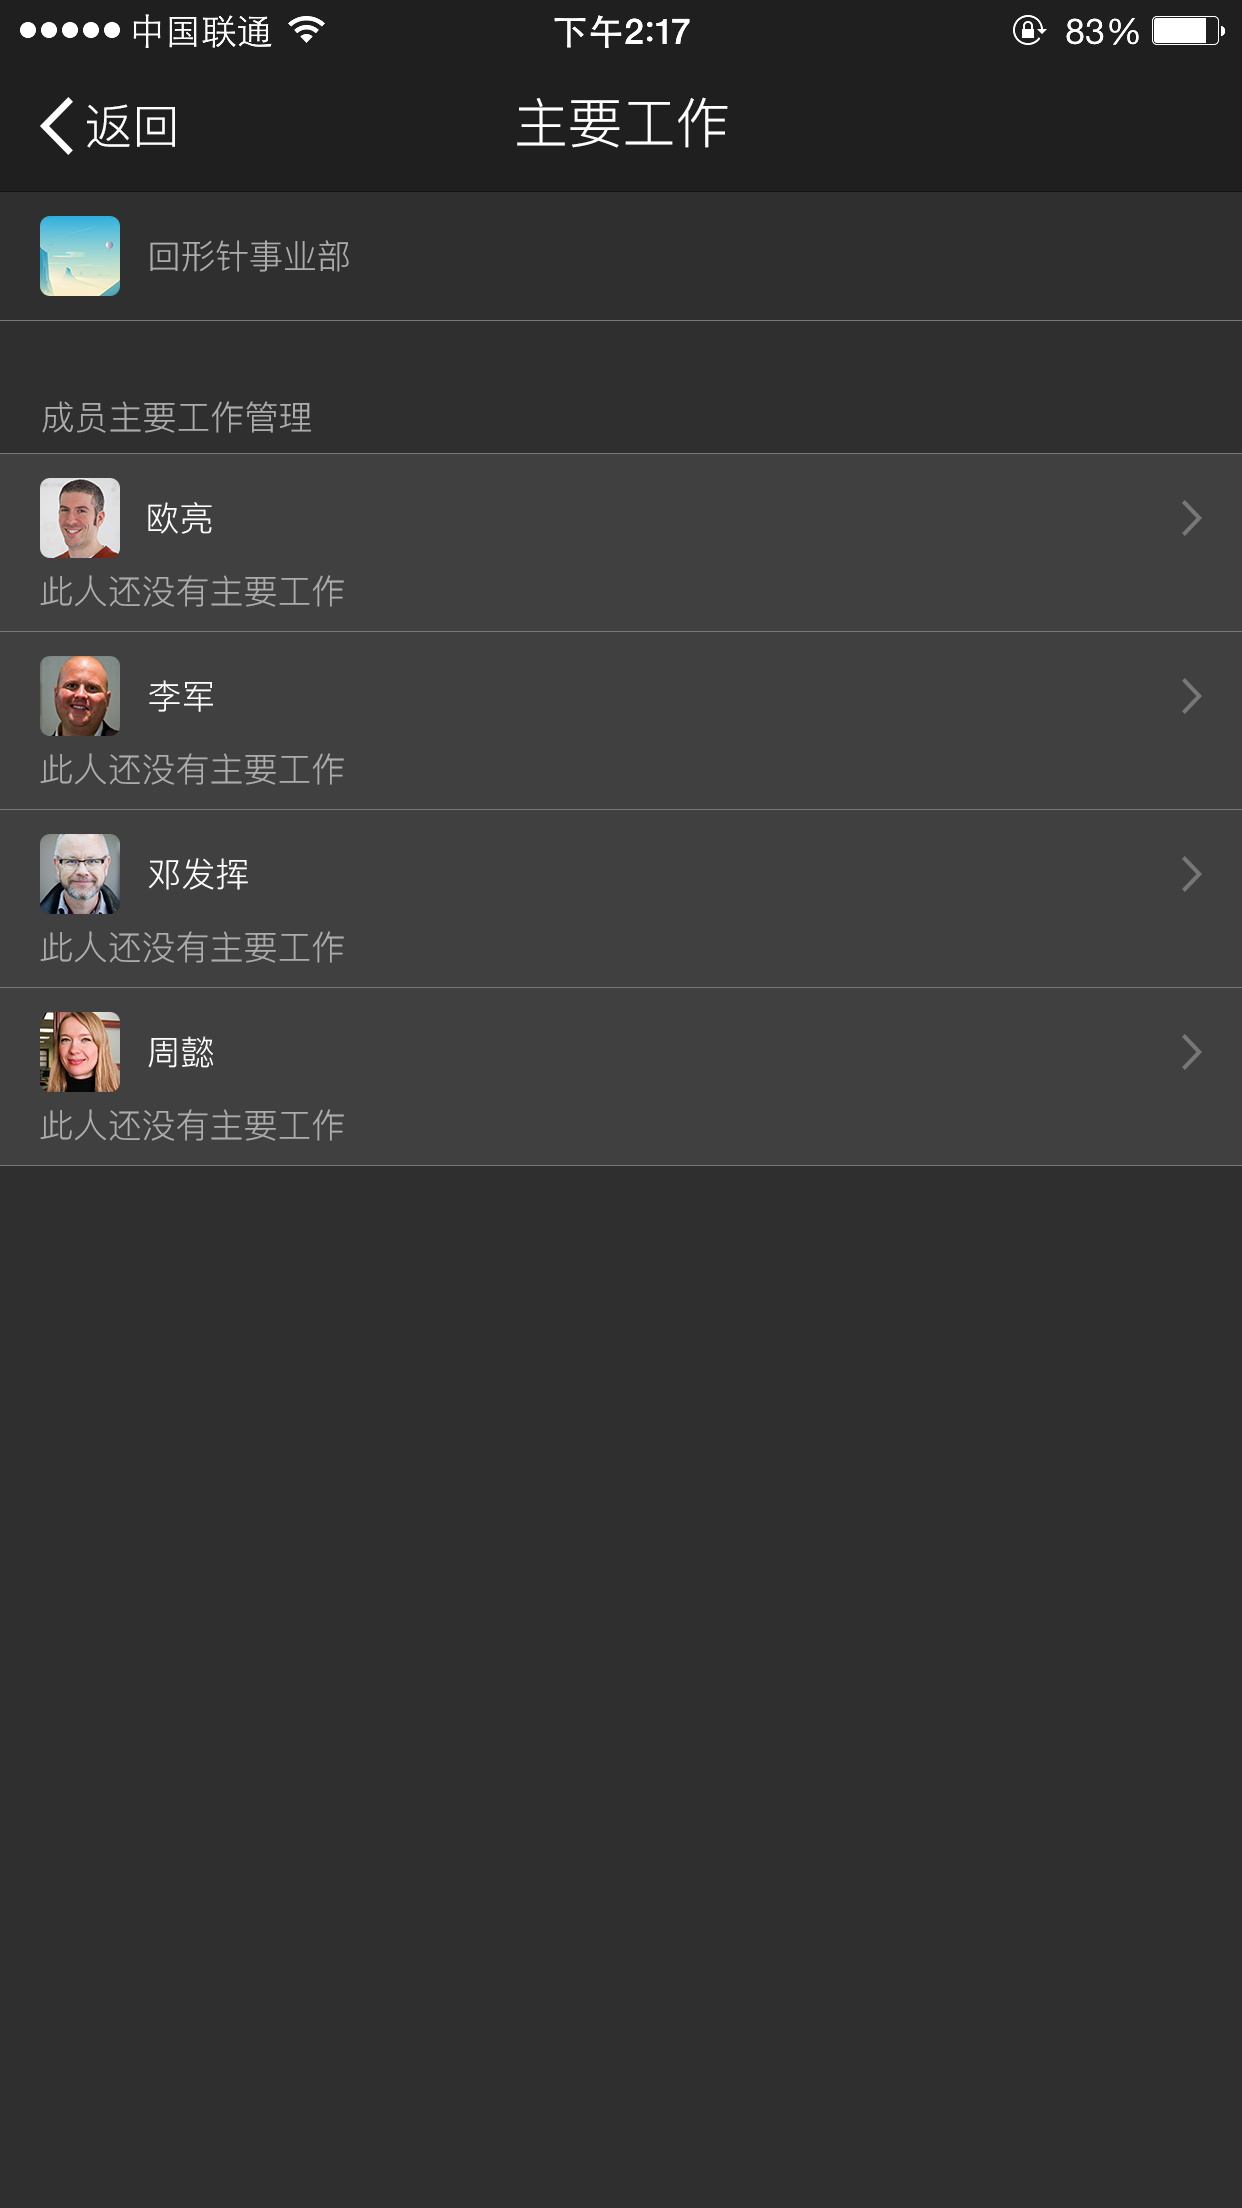 中国联通 下午2:17 83%
返回 主要工作
回形针事业部
成员主要工作管理
欧亮
此人还没有主要工作
李军
此人还没有主要工作
邓发挥
此人还没有主要工作
周懿
此人还没有主要工作